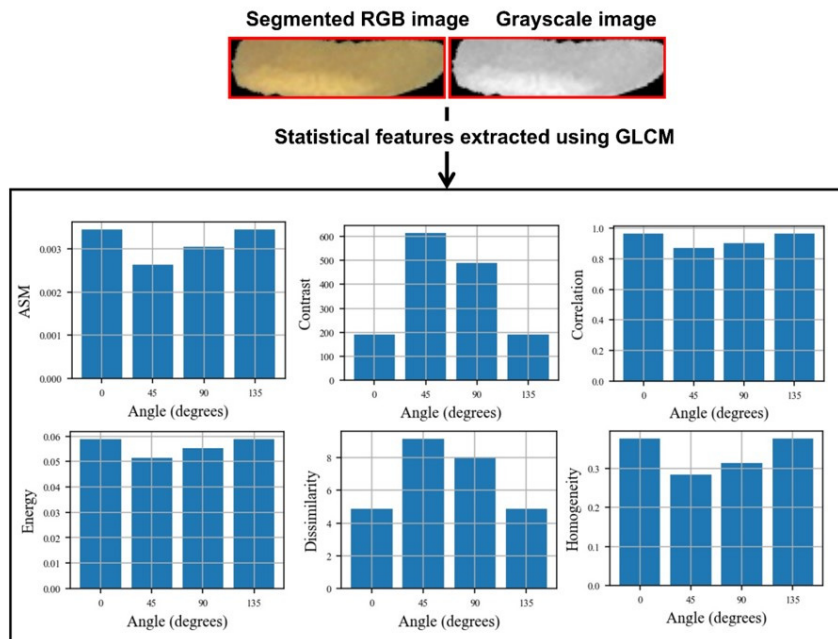 Segmented RGB image Grayscale image
Statistical features extracted using GLCM
ASM
0.003
0.002
0.001
0.000
0 45 90 135
Angle (degrees)
Contrast
600
500
400
300
200
100
0
0 45 90 135
Angle (degrees)
Correlation
1.0
0.8
0.6
0.4
0.2
0.0
0 45 90 135
Angle (degrees)
Energy
0.06
0.05
0.04
0.03
0.02
0.01
0.00
0 45 90 135
Angle (degrees)
Dissimilarity
8
6
4
2
0
0 45 90 135
Angle (degrees)
Homogeneity
0.3
0.2
0.1
0.0
0 45 90 135
Angle (degrees)